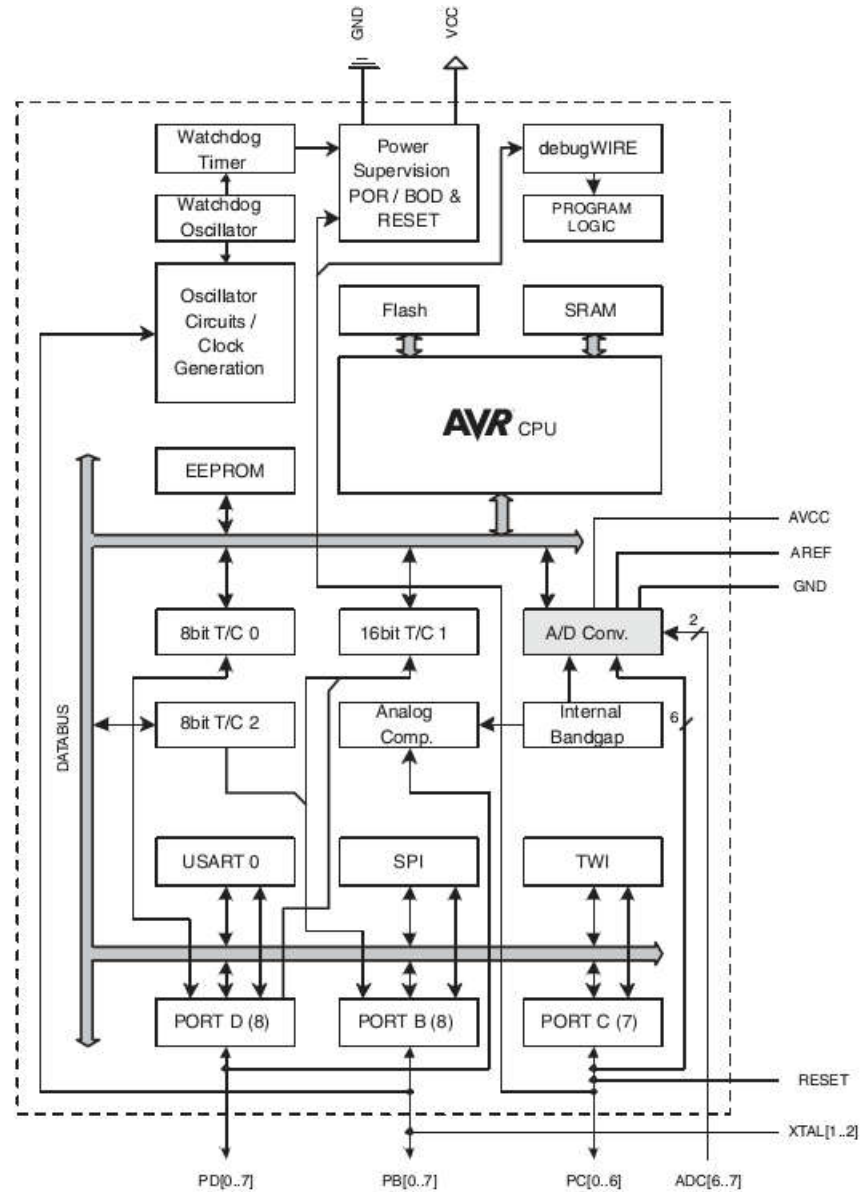 GND
VCC
Watchdog
Timer
Power
Supervision
POR / BOD &
RESET
debugWIRE
Watchdog
Oscillator
PROGRAM
LOGIC
Oscillator
Circuits /
Clock
Generation
Flash
SRAM
AVR CPU
EEPROM
AVCC
AREF
GND
8bit T/C 0
16bit T/C 1
A/D Conv.
2
8bit T/C 2
Analog
Comp.
Internal
Bandgap
6
DATABUS
USART 0
SPI
TWI
PORT D (8)
PORT B (8)
PORT C (7)
RESET
XTAL[1..2]
PD[0..7]
PB[0..7]
PC[0..6]
ADC[6..7]